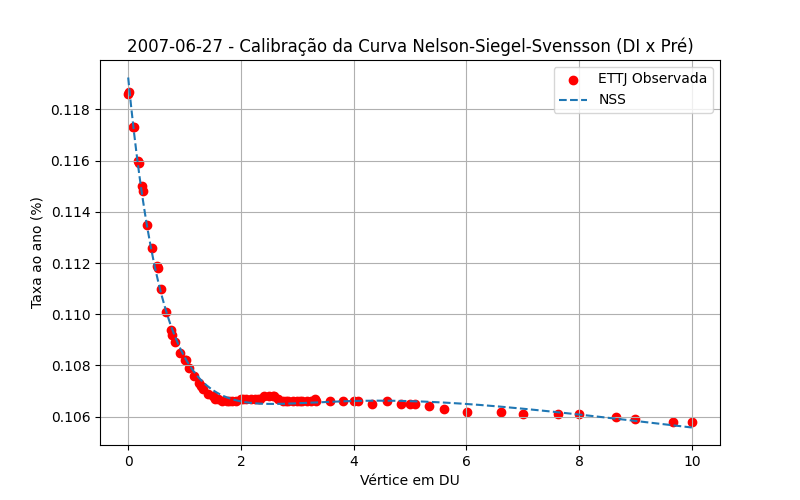 2007-06-27 - Calibração da Curva Nelson-Siegel-Svensson (DI x Pré)
ETTJ Observada
NSS
Taxa ao ano (%)
0.118
0.116
0.114
0.112
0.110
0.108
0.106
0
2
4
6
8
10
Vértice em DU